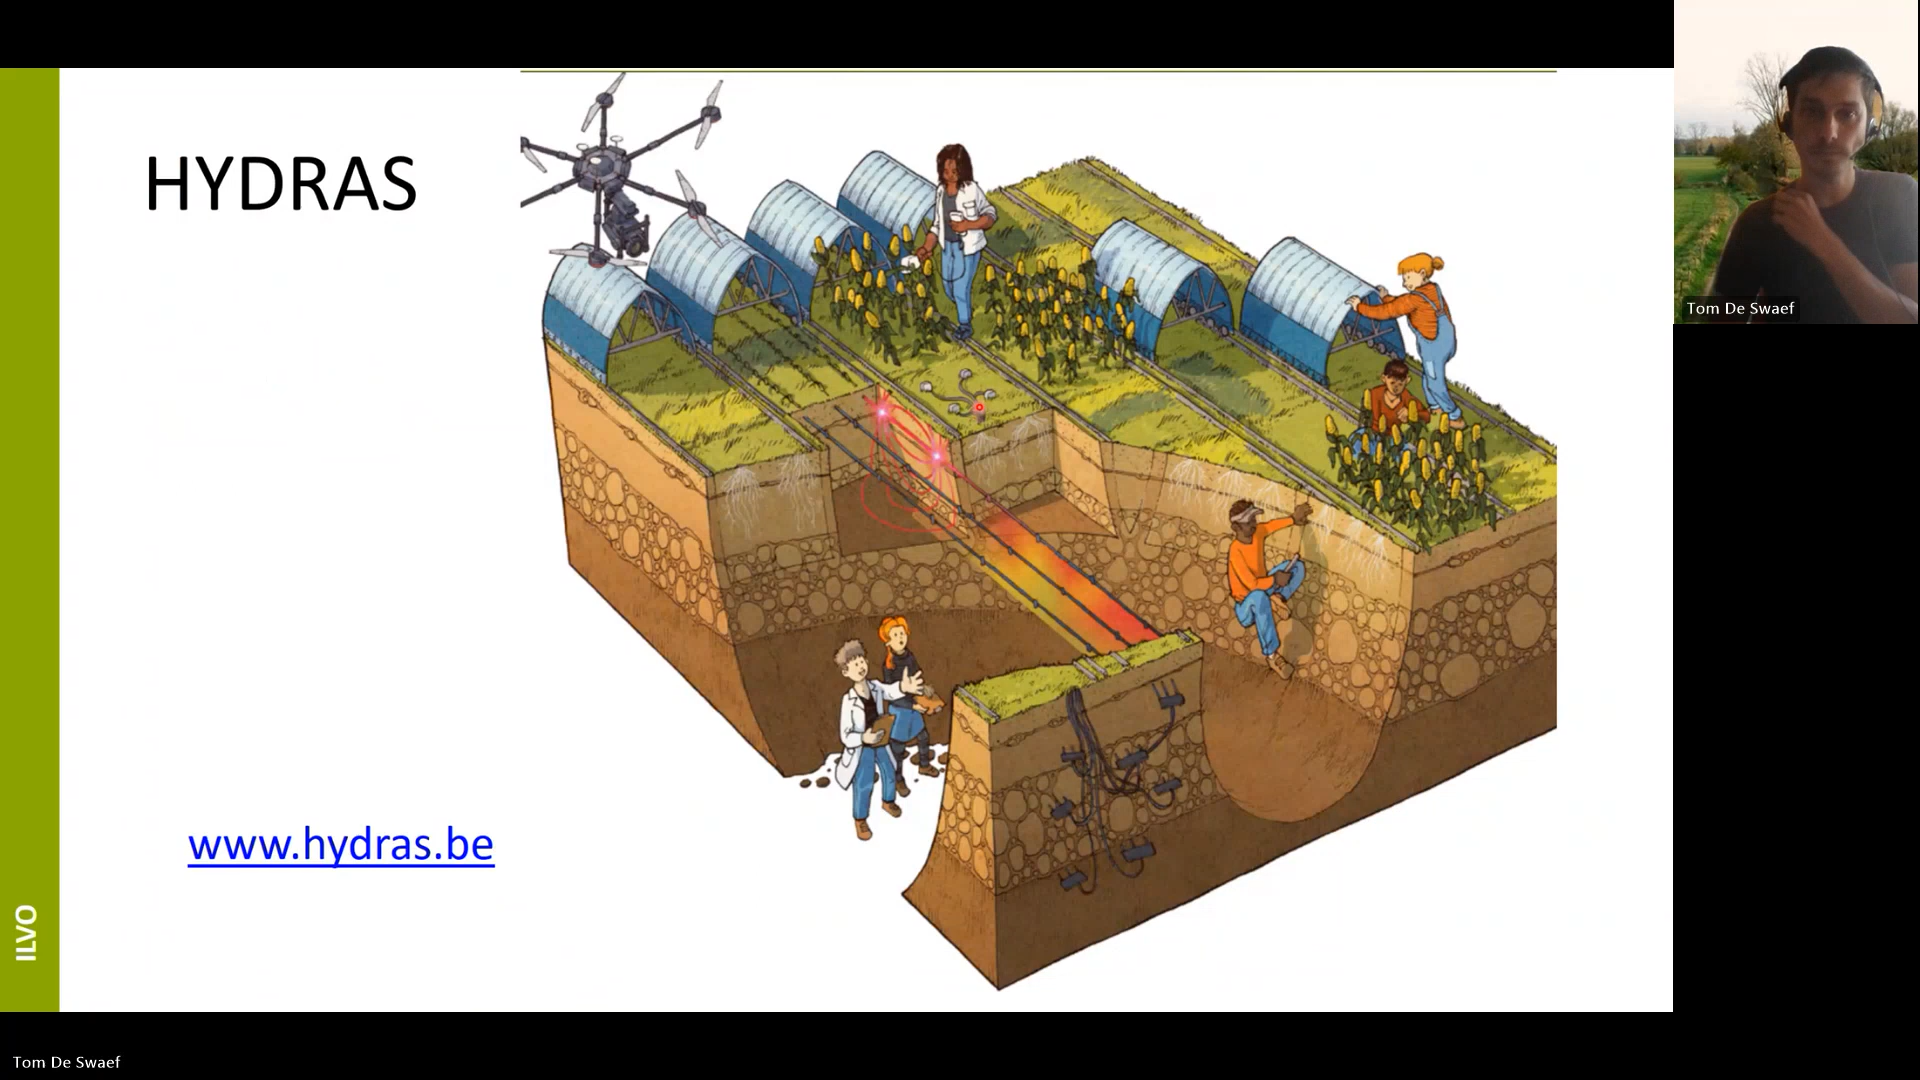 HYDRAS
www.hydras.be
ILVO
Tom De Swaef
Tom De Swaef